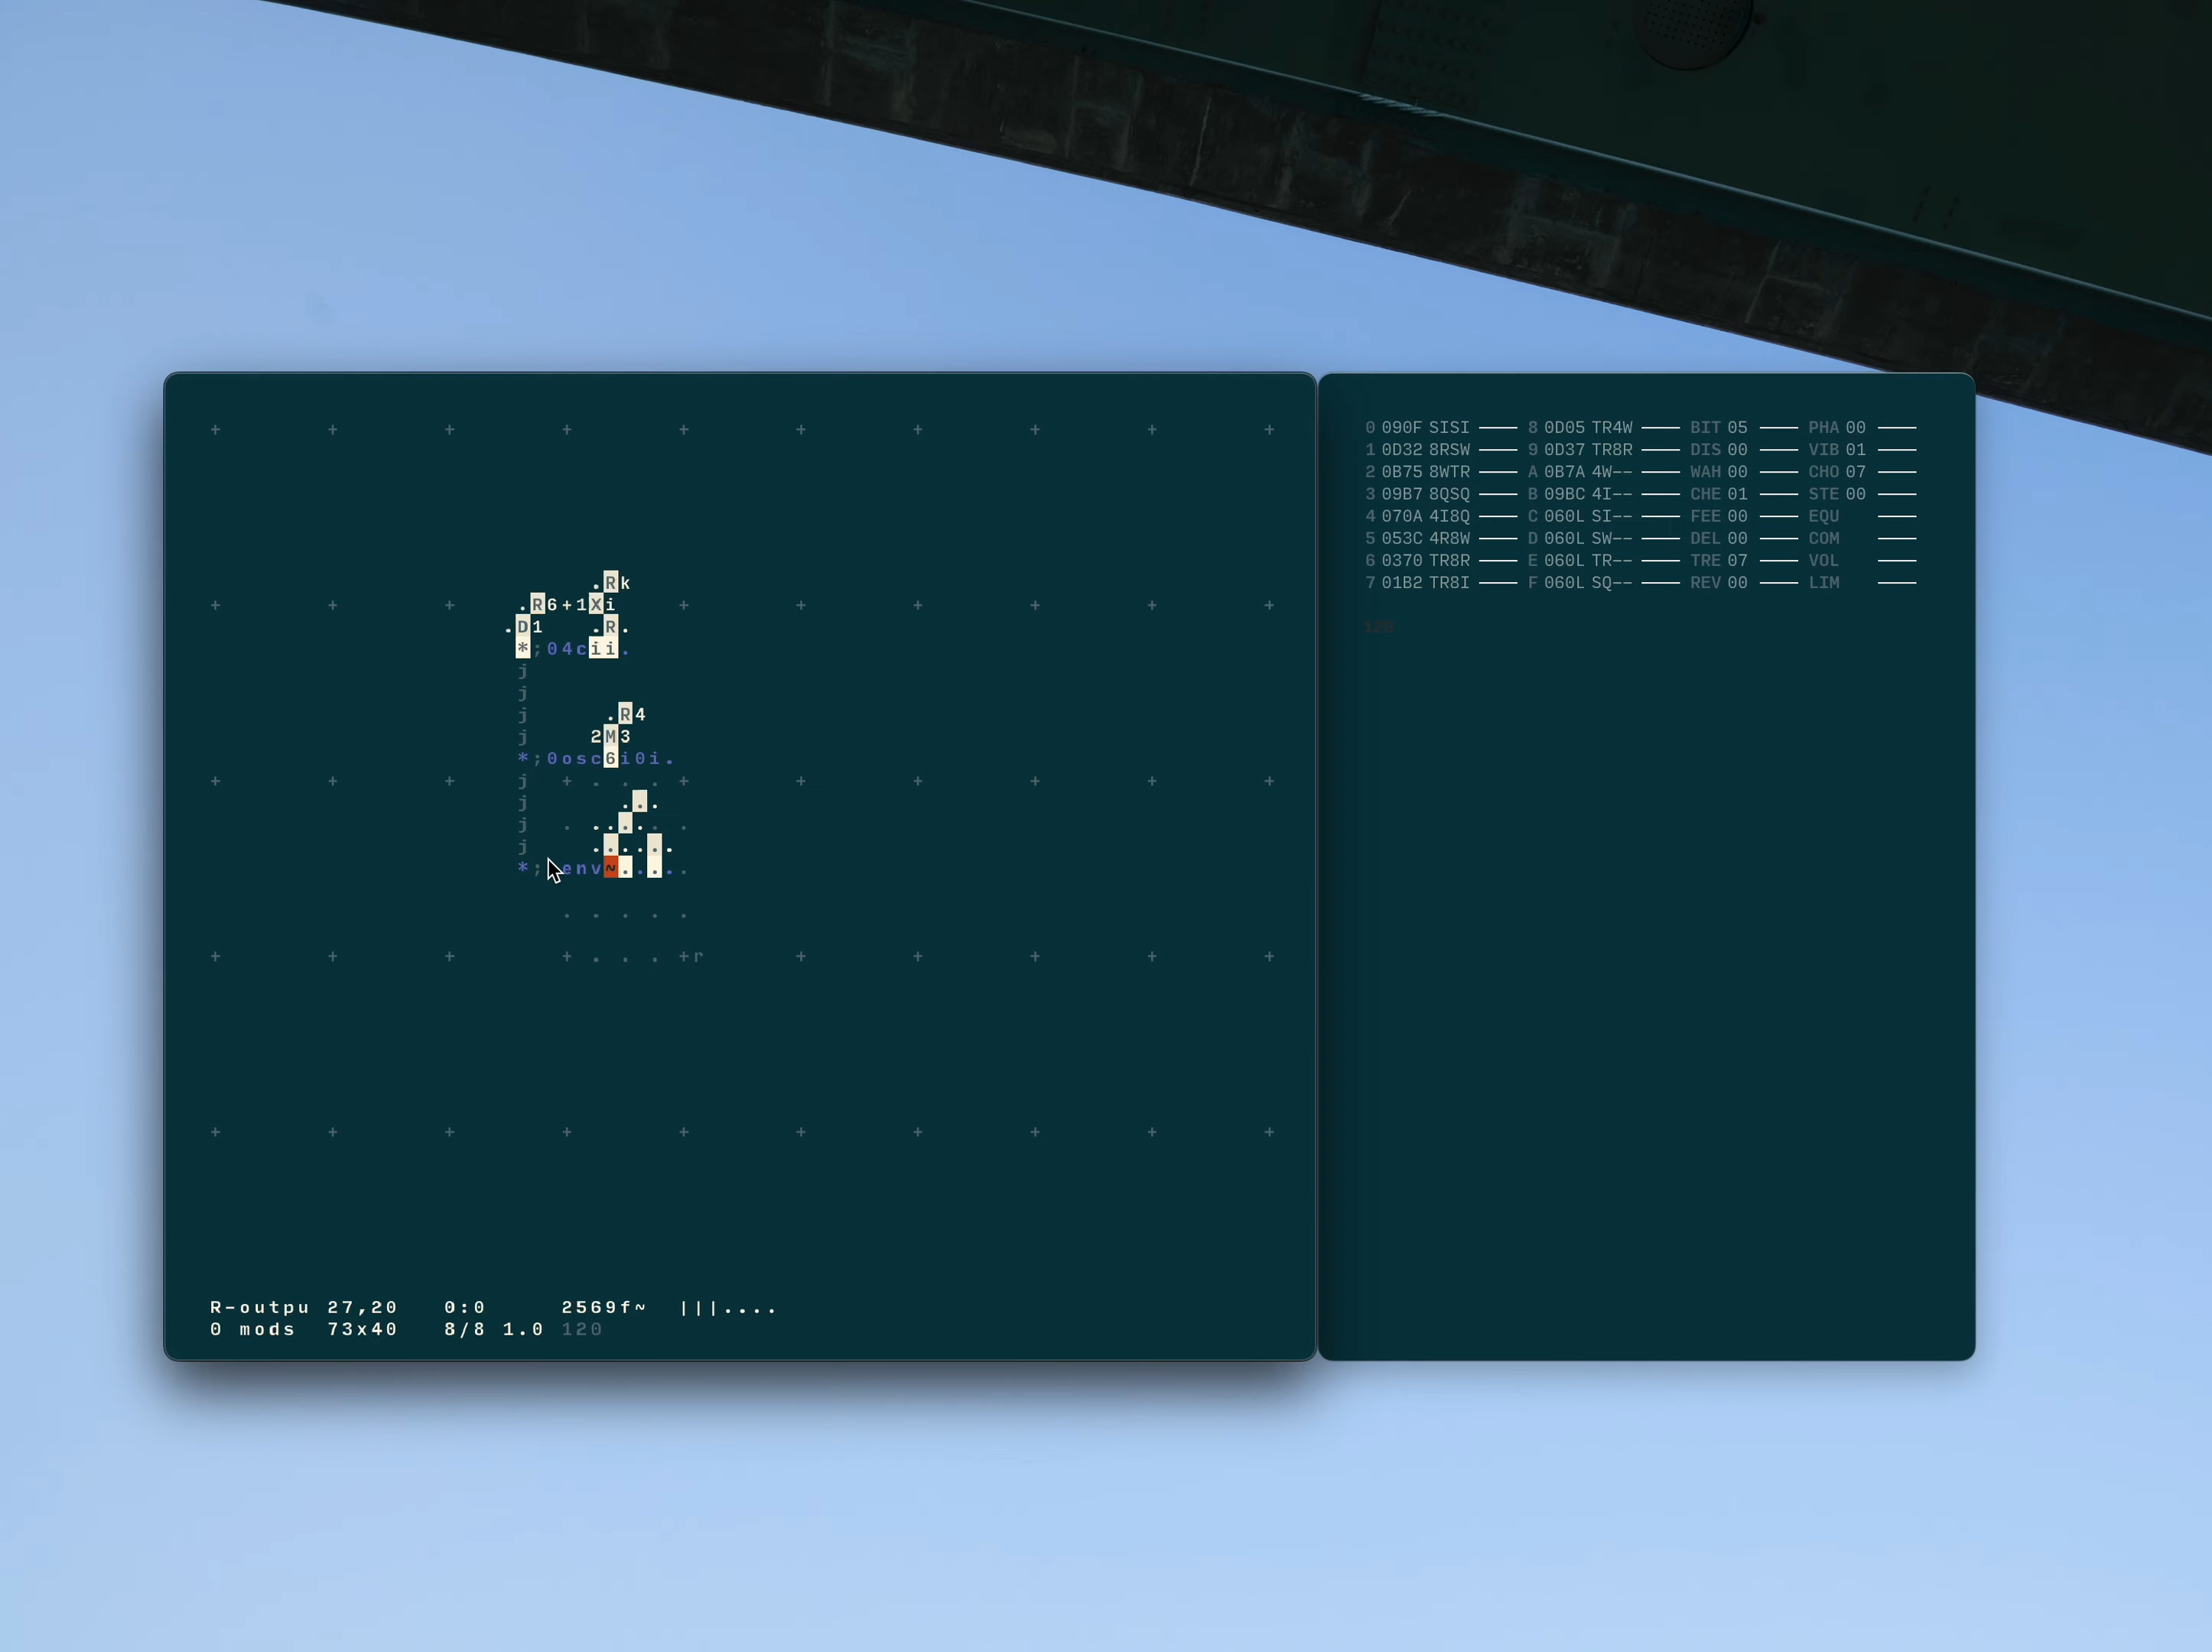 + + + + + + + + + +
.Rk
+ + + .R6+1Xi + + + + + +
.D1 .R.
*;04cii.
j
j
j .R4
j 2M3
*;0osc6i0i.
+ + + j + . . . + + + + + +
j ...
j . ..... .
j ......
*; env~.....
. . . . .
+ + + + . . . +r + + + + +
+ + + + + + + + + +
R-outpu 27,20 0:0 2569f~ |||....
0 mods 73x40 8/8 1.0 120
0 090F SISI 8 0D05 TR4W BIT 05 PHA 00
1 0D32 8RSW 9 0D37 TR8R DIS 00 VIB 01
2 0B75 8WTR A 0B7A 4W-- WAH 00 CHO 07
3 09B7 8QSQ B 09BC 4I-- CHE 01 STE 00
4 070A 4I8Q C 060L SI-- FEE 00 EQU
5 053C 4R8W D 060L SW-- DEL 00 COM
6 0370 TR8R E 060L TR-- TRE 07 VOL
7 01B2 TR8I F 060L SQ-- REV 00 LIM